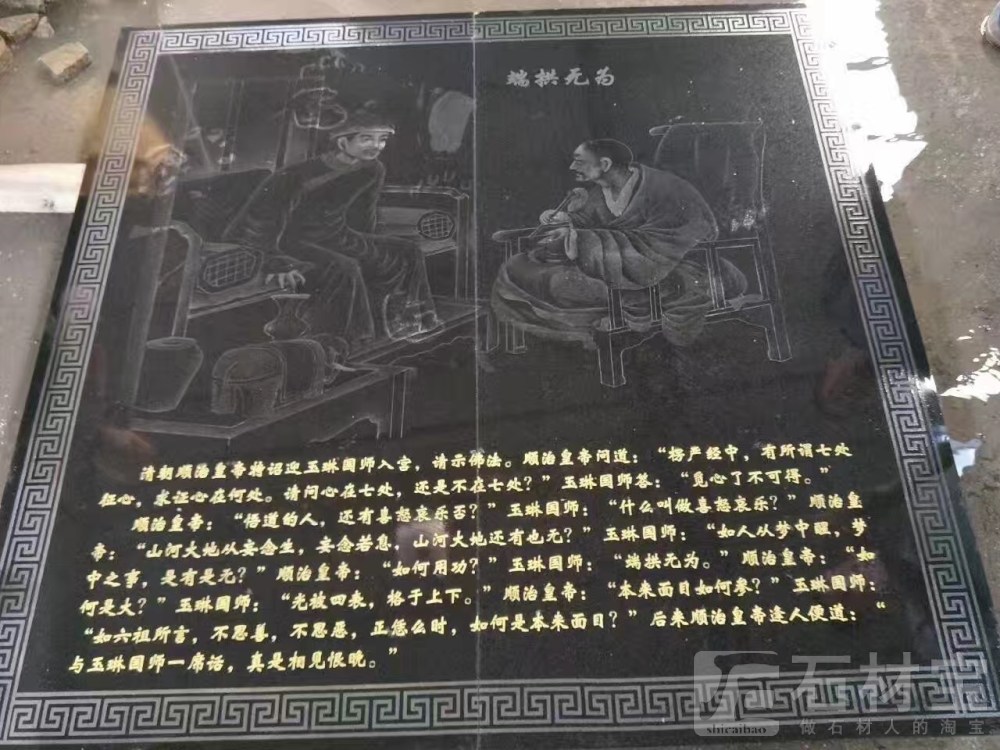 端拱无为
清朝顺治皇帝特诏迎玉琳国师入宫，请示佛法。顺治皇帝问道：“楞严经中，有所谓七处
征心，求证心在何处。请问心在七处，还是不在七处？”玉琳国师答：“觅心了不可得。”
顺治皇帝：“悟道的人，还有喜怒哀乐否？”玉琳国师：“什么叫做喜怒哀乐？”顺治皇
帝：“山河大地从妄念生，妄念若息，山河大地还有也无？”玉琳国师：“如人从梦中醒，梦
中之事，是有是无？”顺治皇帝：“如何用功？”玉琳国师：“端拱无为。”顺治皇帝：“如
何是大？”玉琳国师：“光被四表，格于上下。”顺治皇帝：“本来面目如何参？”玉琳国师：
“如六祖所言，不思善，不思恶，正恁么时，如何是本来面目？”后来顺治皇帝逢人便道：“
与玉琳国师一席话，真是相见恨晚。”
石材宝
shicaibao
做石材人的淘宝